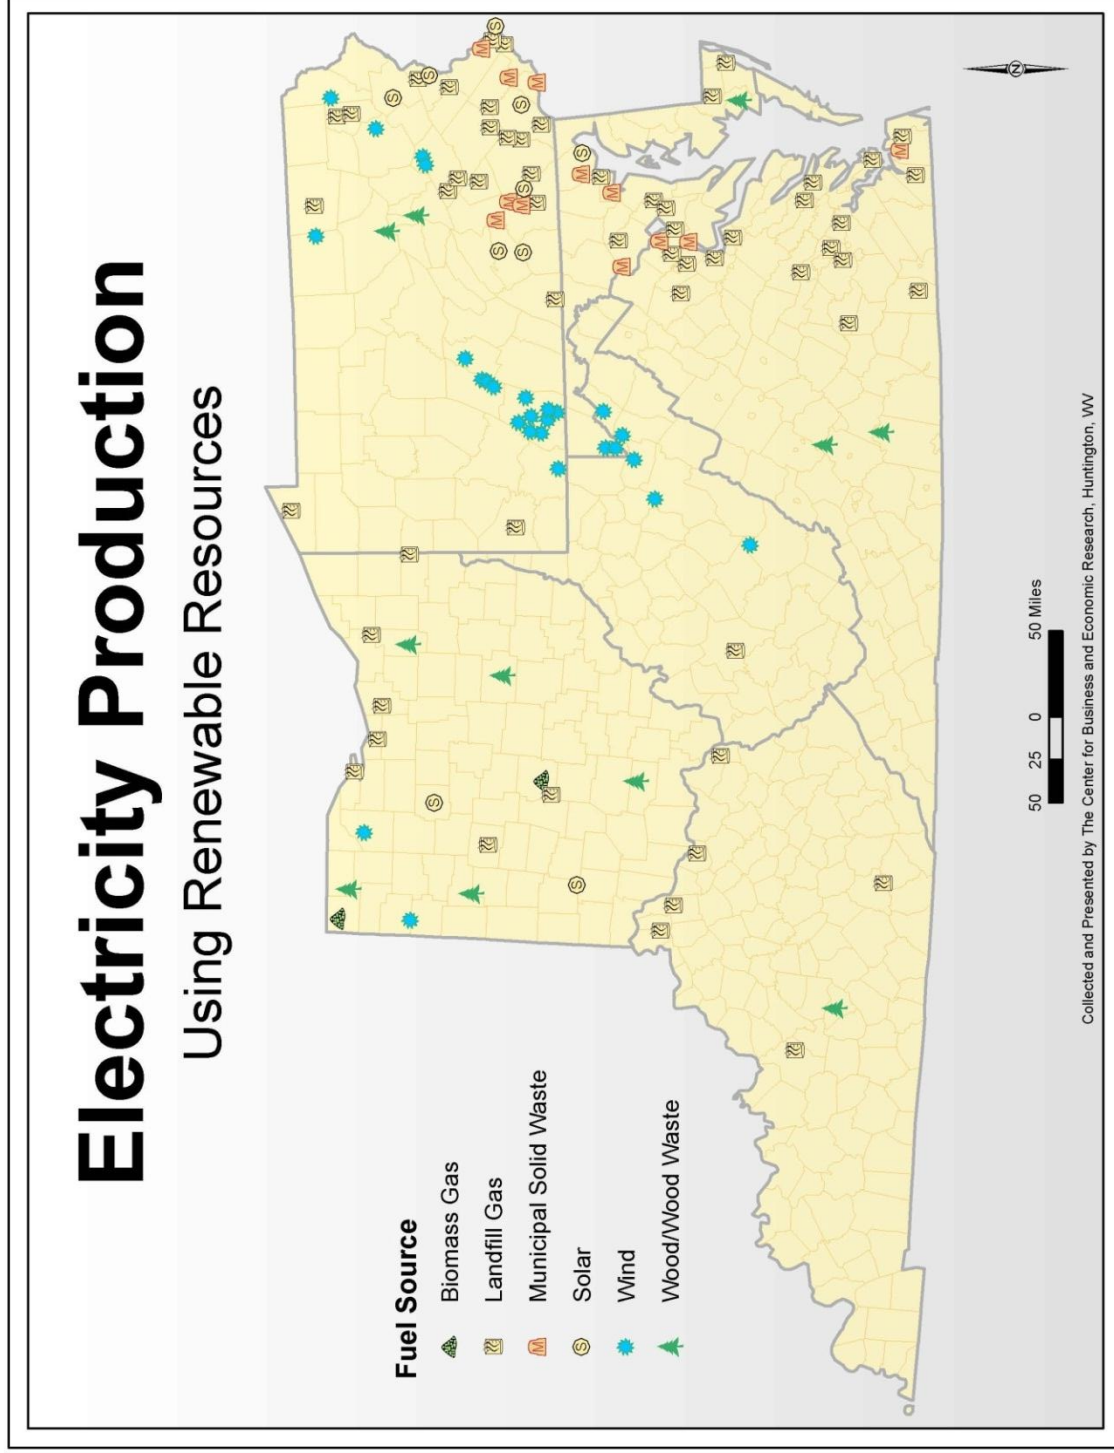 Electricity Production
Using Renewable Resources
Fuel Source
Biomass Gas
Landfill Gas
M Municipal Solid Waste
S Solar
Wind
Wood/Wood Waste
50 25 0 50 Miles
N
Collected and Presented by The Center for Business and Economic Research, Huntington, WV